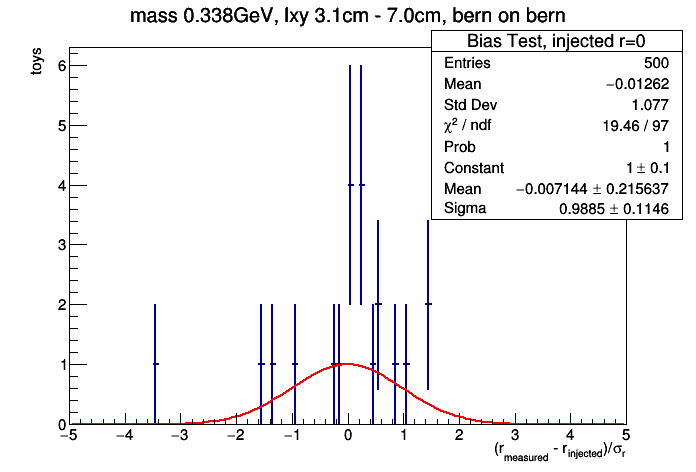 mass 0.338GeV, lxy 3.1cm - 7.0cm, bern on bern
Bias Test, injected r=0
Entries 500
Mean −0.01262
Std Dev 1.077
χ² / ndf 19.46 / 97
Prob 1
Constant 1 ± 0.1
Mean −0.007144 ± 0.215637
Sigma 0.9885 ± 0.1146
toys
6
5
4
3
2
1
0
−5 −4 −3 −2 −1 0 1 2 3 4 5
(r_measured - r_injected)/σ_r